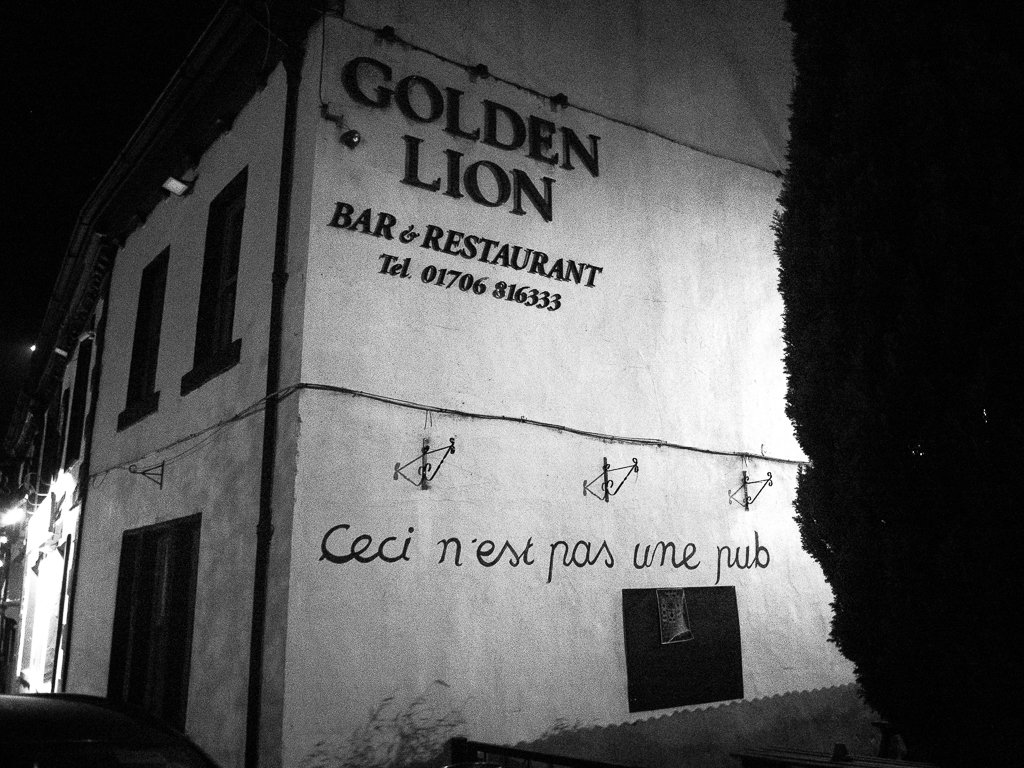 GOLDEN
LION
BAR & RESTAURANT
Tel. 01706 816333
Ceci n'est pas une pub